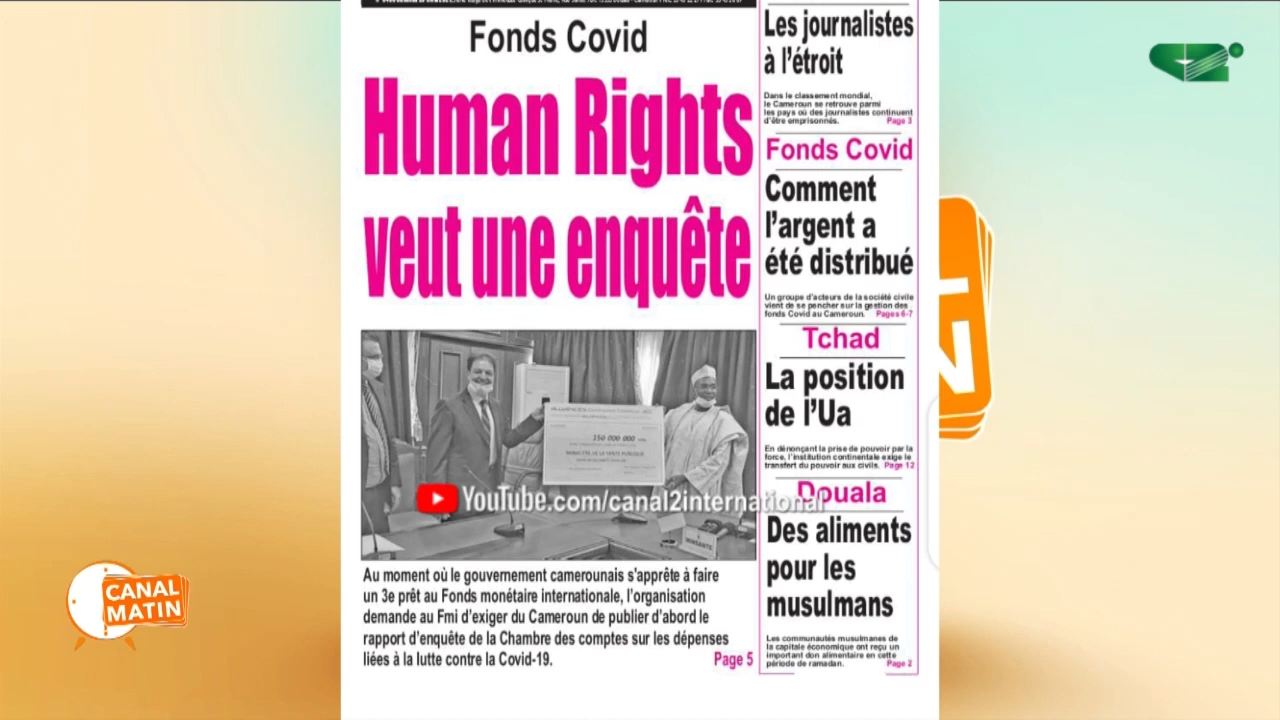 Fonds Covid
Human Rights
veut une enquête
150 000 000
MINISTÈRE DE LA SANTE PUBLIQUE
MINSANTE
YouTube.com/canal2international
Au moment où le gouvernement camerounais s'apprête à faire
un 3e prêt au Fonds monétaire internationale, l'organisation
demande au Fmi d'exiger du Cameroun de publier d'abord le
rapport d'enquête de la Chambre des comptes sur les dépenses
liées à la lutte contre la Covid-19.
Page 5
Les journalistes
à l'étroit
Dans le classement mondial,
le Cameroun se retrouve parmi
les pays où des journalistes continuent
d'être emprisonnés. Page 3
Fonds Covid
Comment
l'argent a
été distribué
Un groupe d'acteurs de la société civile
vient de se pencher sur la gestion des
fonds Covid au Cameroun. Pages 6-7
Tchad
La position
de l'Ua
En dénonçant la prise de pouvoir par la
force, l'institution continentale exige le
transfert du pouvoir aux civils. Page 12
Douala
Des aliments
pour les
musulmans
Les communautés musulmanes de
la capitale économique ont reçu un
important don alimentaire en cette
période de ramadan. Page 2
CANAL
MATIN
C2
N